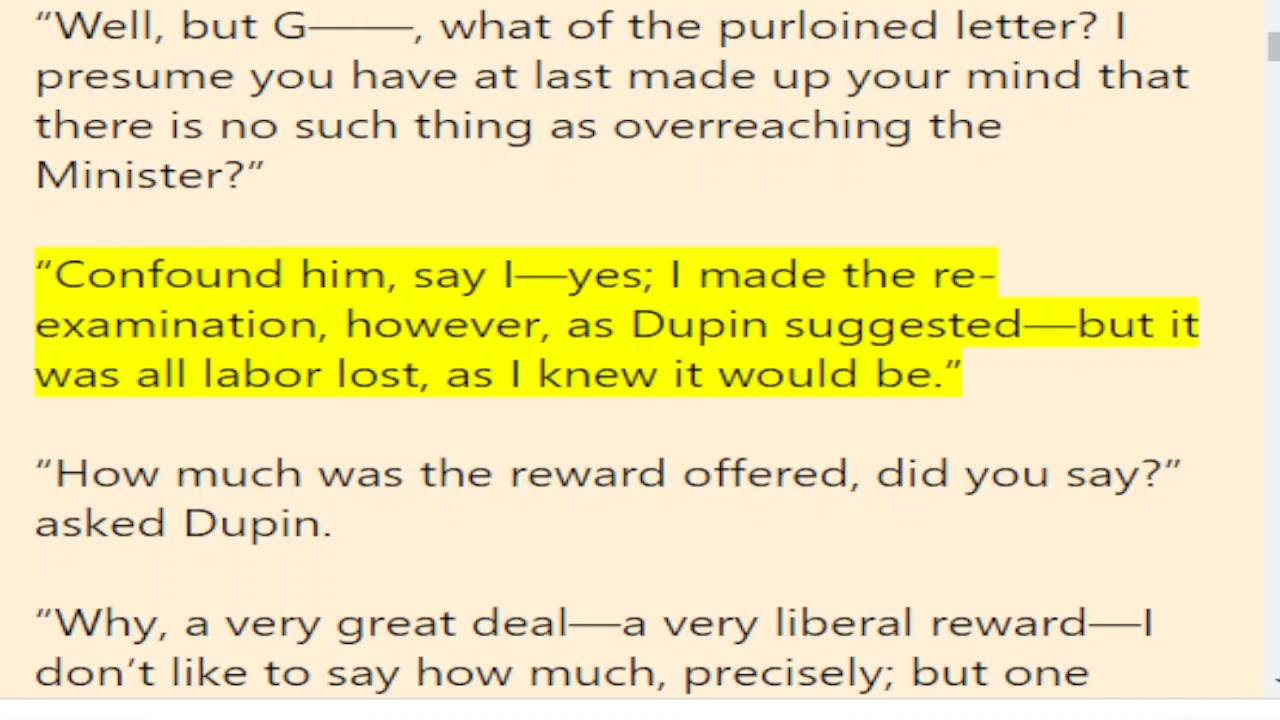 “Well, but G——, what of the purloined letter? I
presume you have at last made up your mind that
there is no such thing as overreaching the
Minister?”
“Confound him, say I—yes; I made the re-
examination, however, as Dupin suggested—but it
was all labor lost, as I knew it would be.”
“How much was the reward offered, did you say?”
asked Dupin.
“Why, a very great deal—a very liberal reward—I
don’t like to say how much, precisely; but one